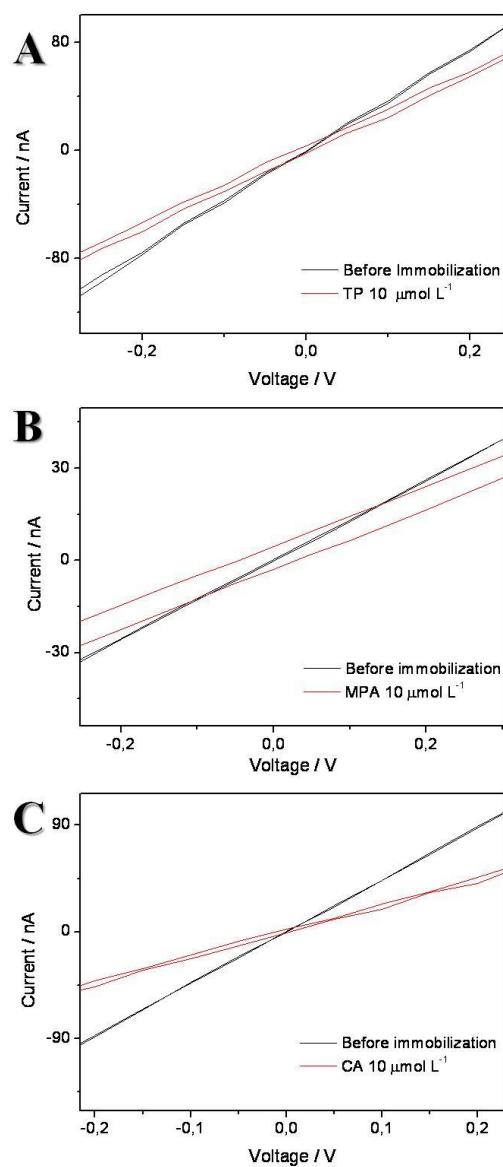 A
80
0
-80
Current / nA
Before Immobilization
TP 10 μmol L⁻¹
-0,2 0,0 0,2
Voltage / V
B
30
0
-30
Current / nA
Before immobilization
MPA 10 μmol L⁻¹
-0,2 0,0 0,2
Voltage / V
C
90
0
-90
Current / nA
Before immobilization
CA 10 μmol L⁻¹
-0,2 -0,1 0,0 0,1 0,2
Voltage / V